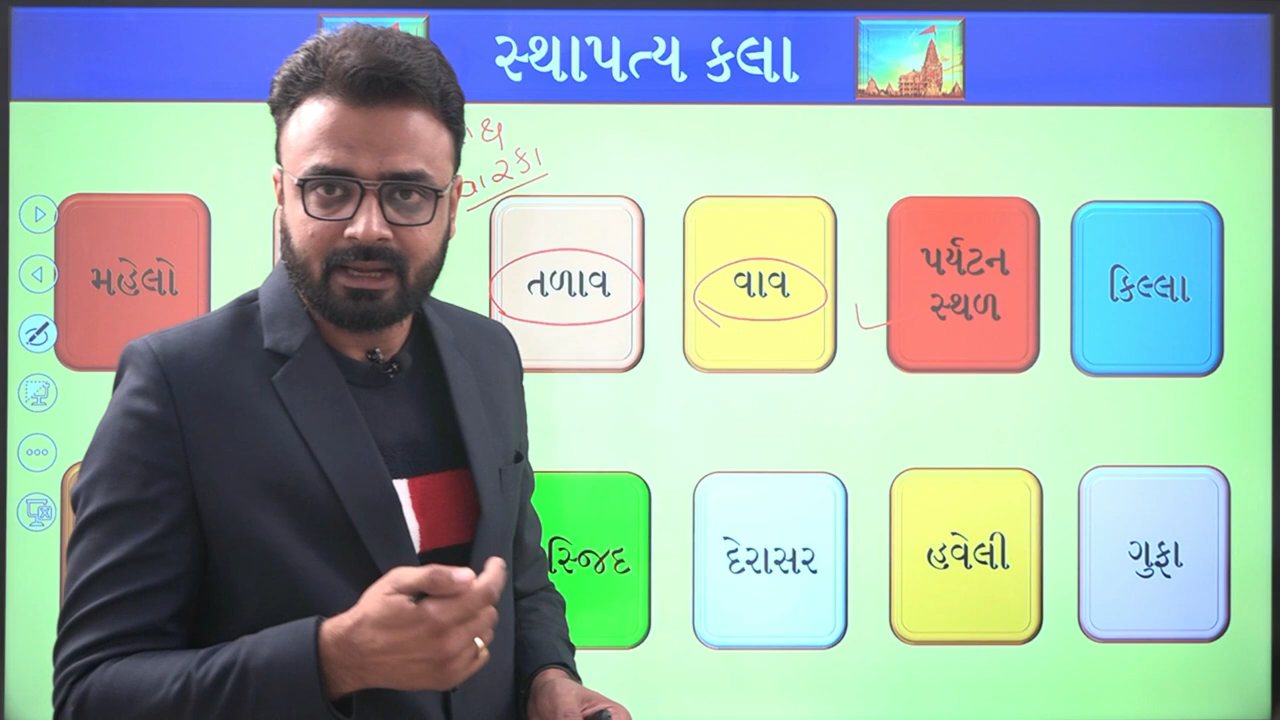 સ્થાપત્ય કલા
મહેલો
તળાવ
વાવ
પર્યટન
સ્થળ
કિલ્લા
દેરાસર
હવેલી
ગુફા